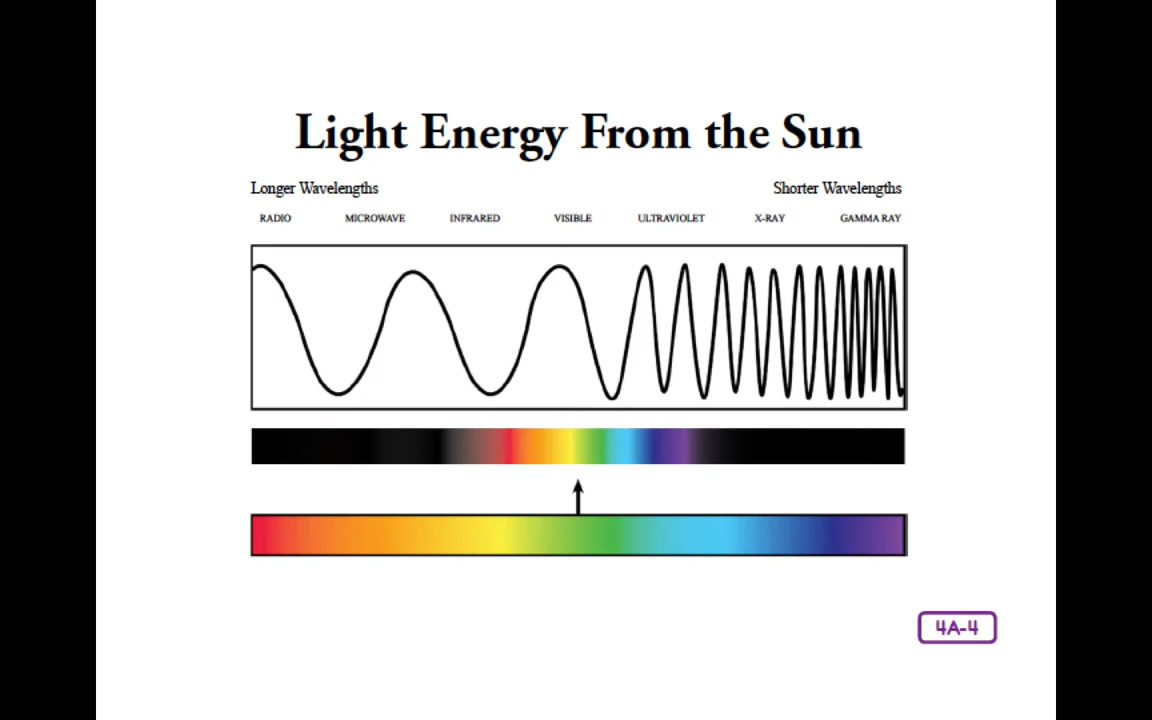 Light Energy From the Sun
Longer Wavelengths Shorter Wavelengths
RADIO MICROWAVE INFRARED VISIBLE ULTRAVIOLET X-RAY GAMMA RAY
4A-4